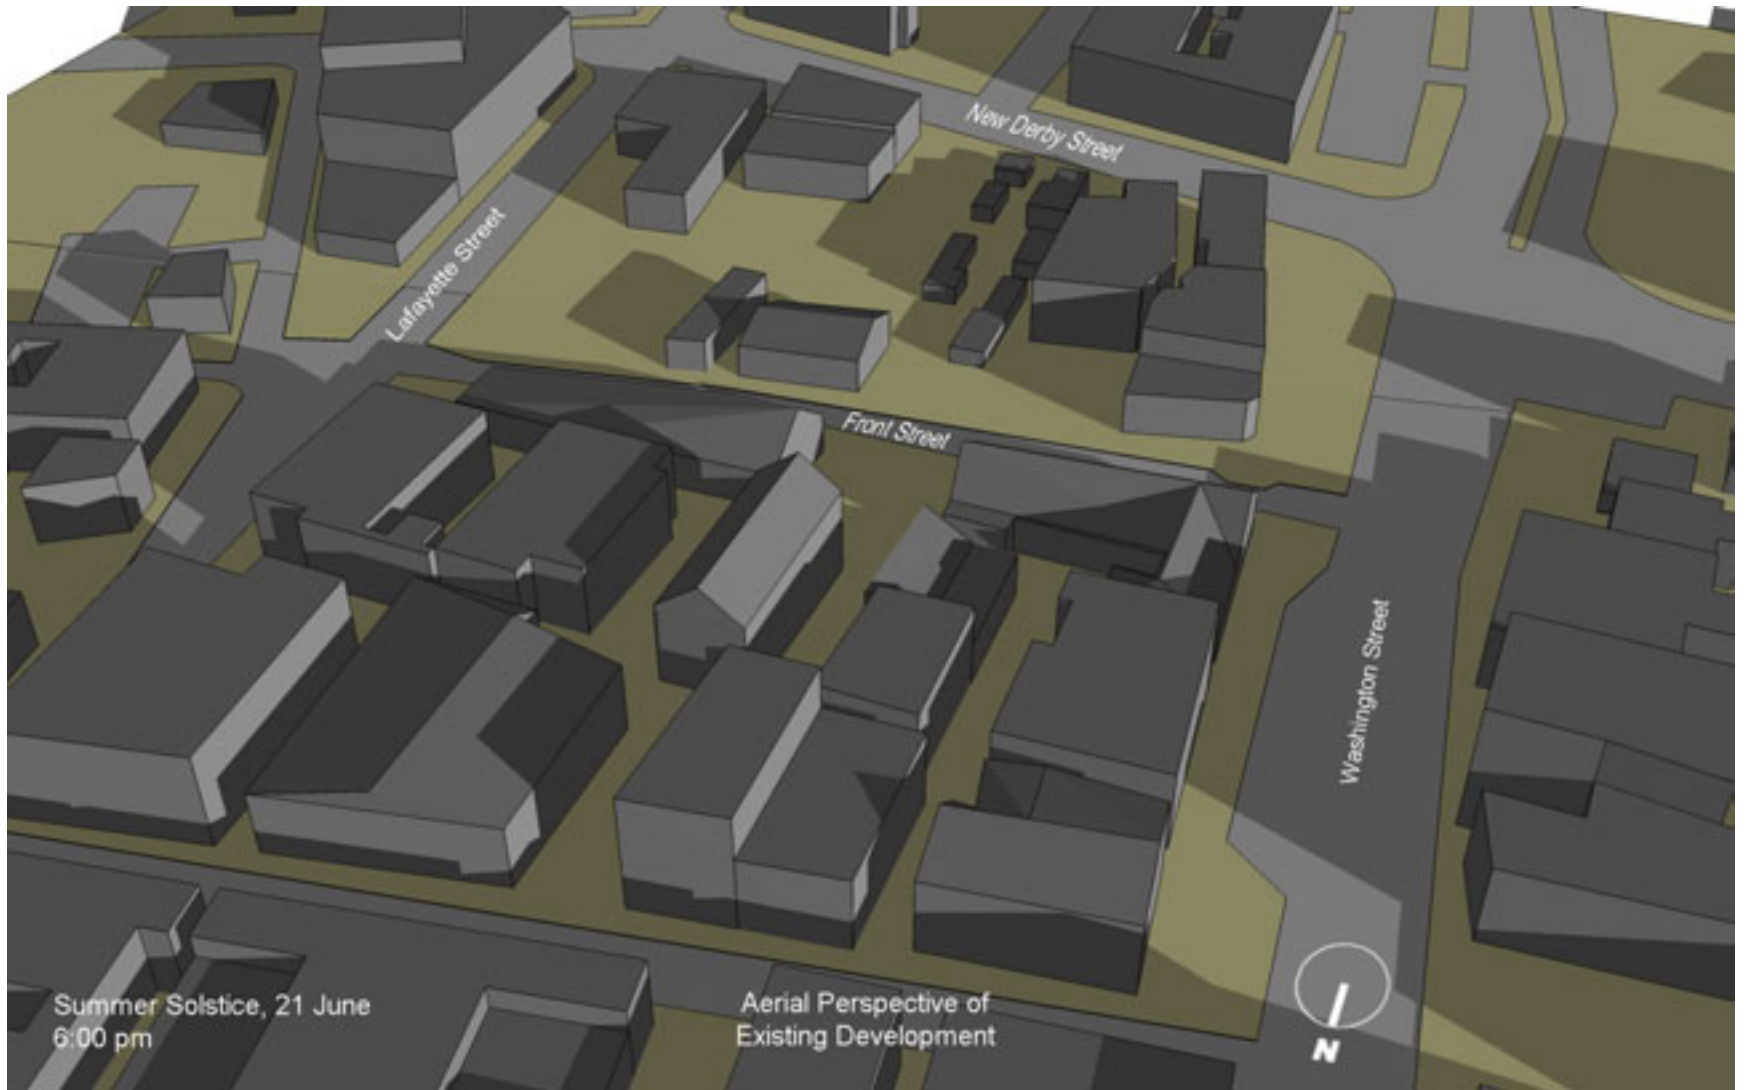 New Derby Street
Lafayette Street
Front Street
Washington Street
Summer Solstice, 21 June
6:00 pm
Aerial Perspective of
Existing Development
N